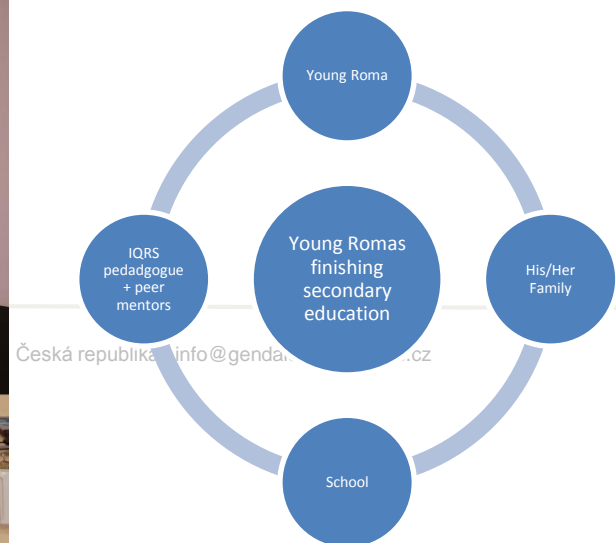 Young Roma
IQRS
pedadgogue
+ peer
mentors
Young Romas
finishing
secondary
education
His/Her
Family
Česká republika info@gendal .cz
School